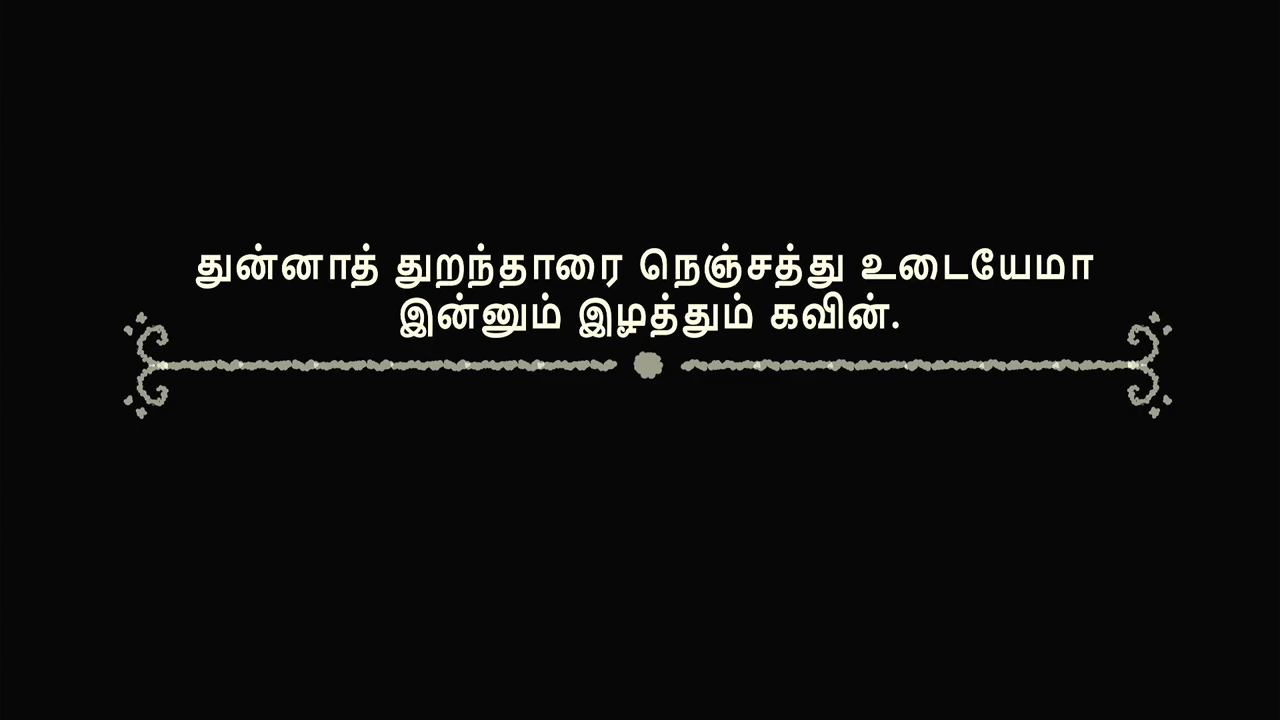 துன்னாத் துறந்தாரை நெஞ்சத்து உடையேமா
இன்னும் இழத்தும் கவின்.